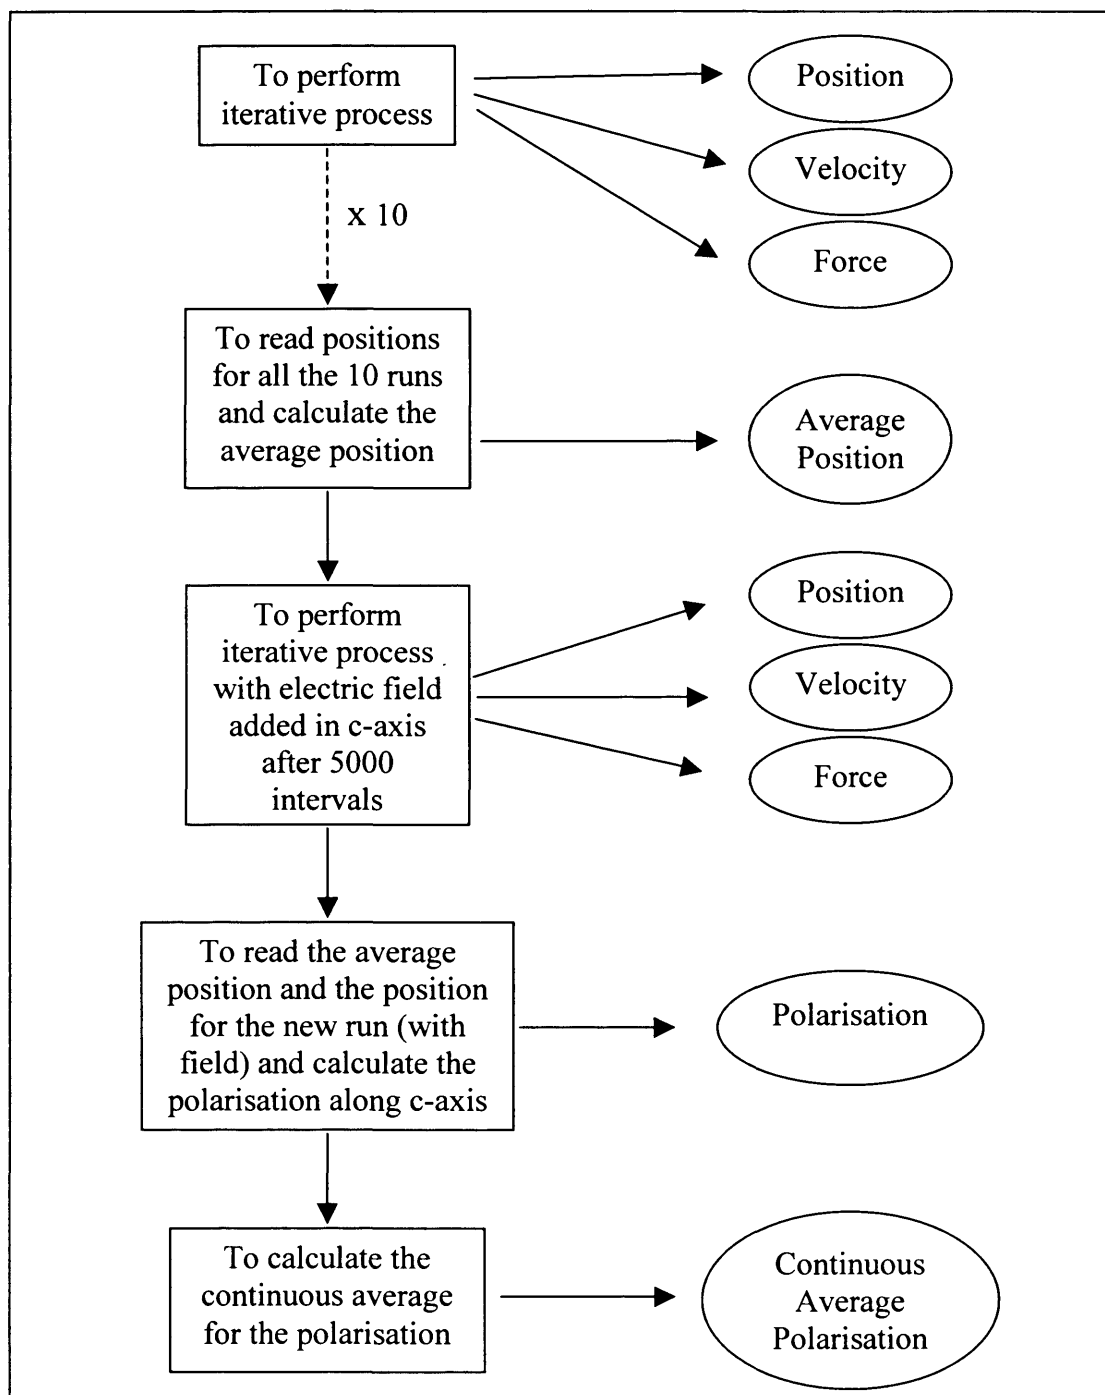 To perform
iterative process
Position
Velocity
Force
x 10
To read positions
for all the 10 runs
and calculate the
average position
Average
Position
To perform
iterative process
with electric field
added in c-axis
after 5000
intervals
Position
Velocity
Force
To read the average
position and the position
for the new run (with
field) and calculate the
polarisation along c-axis
Polarisation
To calculate the
continuous average
for the polarisation
Continuous
Average
Polarisation